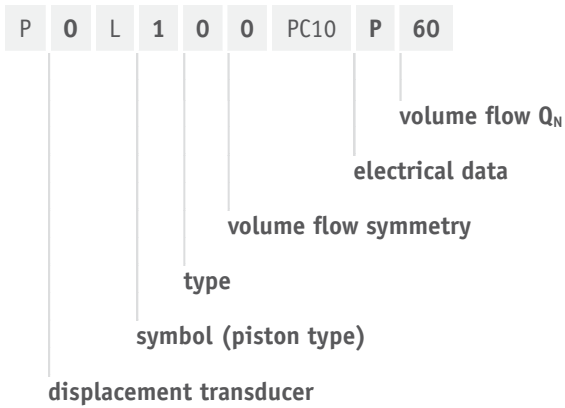 P 0 L 1 0 0 PC10 P 60
volume flow QN
electrical data
volume flow symmetry
type
symbol (piston type)
displacement transducer